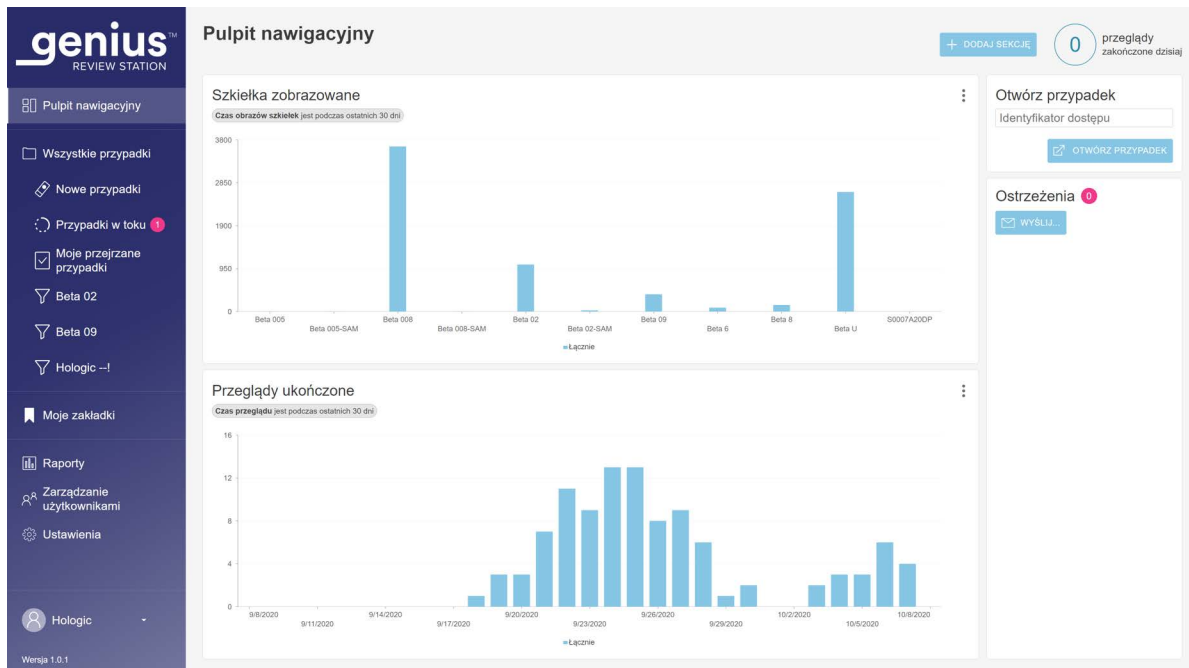 genius™
REVIEW STATION
Pulpit nawigacyjny
Wszystkie przypadki
Nowe przypadki
Przypadki w toku 1
Moje przejrzane
przypadki
Beta 02
Beta 09
Hologic --!
Moje zakładki
Raporty
Zarządzanie
użytkownikami
Ustawienia
Hologic
Wersja 1.0.1
Pulpit nawigacyjny
+ DODAJ SEKCJĘ
0
przeglądy
zakończone dzisiaj
Szkiełka zobrazowane
Czas obrazów szkiełek jest podczas ostatnich 30 dni
3800
2850
1900
950
0
Beta 005
Beta 005-SAM
Beta 008
Beta 008-SAM
Beta 02
Beta 02-SAM
Beta 09
Beta 6
Beta 8
Beta U
S0007A20DP
Łącznie
Przeglądy ukończone
Czas przeglądu jest podczas ostatnich 30 dni
16
12
8
4
0
9/8/2020
9/11/2020
9/14/2020
9/17/2020
9/20/2020
9/23/2020
9/26/2020
9/29/2020
10/2/2020
10/5/2020
10/8/2020
Łącznie
Otwórz przypadek
Identyfikator dostępu
OTWÓRZ PRZYPADEK
Ostrzeżenia 0
WYŚLIJ...